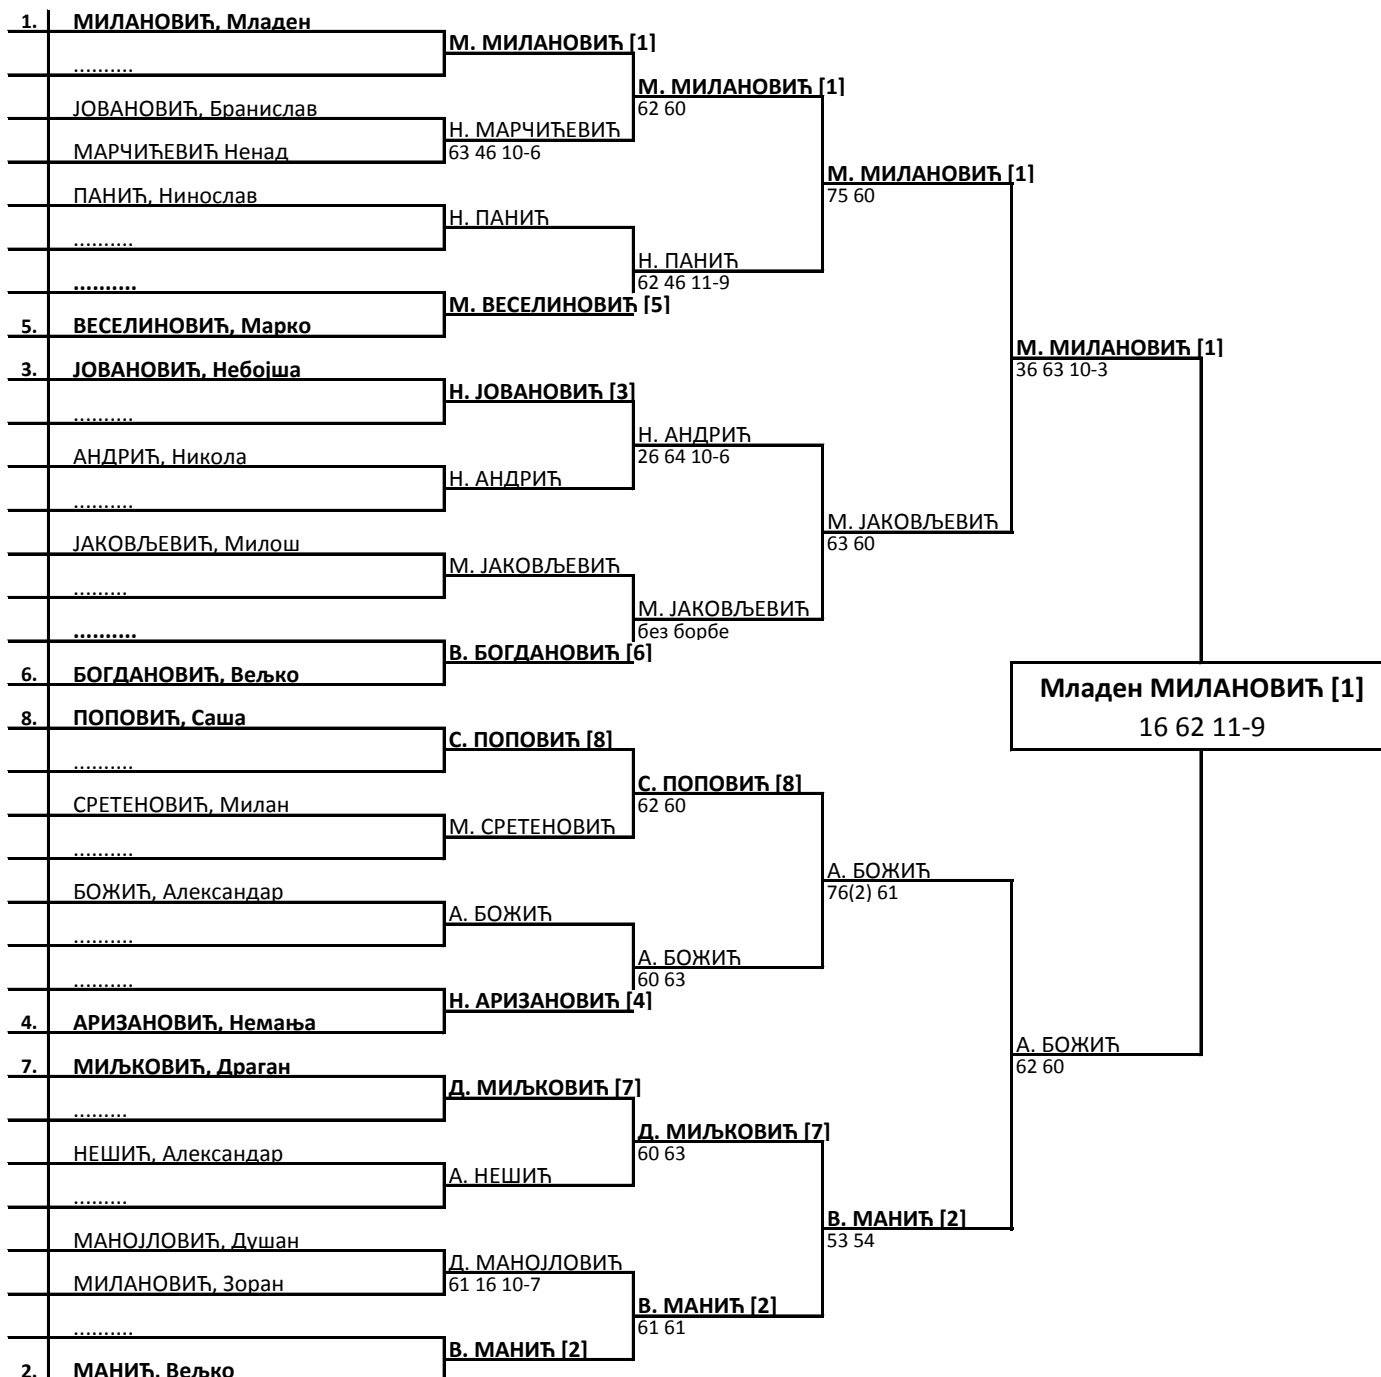 1. МИЛАНОВИЋ, Младен
М. МИЛАНОВИЋ [1]
..........
М. МИЛАНОВИЋ [1]
ЈОВАНОВИЋ, Бранислав
62 60
Н. МАРЧИЋЕВИЋ
МАРЧИЋЕВИЋ Ненад
63 46 10-6
М. МИЛАНОВИЋ [1]
ПАНИЋ, Нинослав
75 60
Н. ПАНИЋ
..........
Н. ПАНИЋ
..........
62 46 11-9
М. ВЕСЕЛИНОВИЋ [5]
5. ВЕСЕЛИНОВИЋ, Марко
М. МИЛАНОВИЋ [1]
3. ЈОВАНОВИЋ, Небојша
36 63 10-3
Н. ЈОВАНОВИЋ [3]
..........
Н. АНДРИЋ
АНДРИЋ, Никола
26 64 10-6
Н. АНДРИЋ
..........
М. ЈАКОВЉЕВИЋ
ЈАКОВЉЕВИЋ, Милош
63 60
М. ЈАКОВЉЕВИЋ
.........
М. ЈАКОВЉЕВИЋ
..........
без борбе
В. БОГДАНОВИЋ [6]
6. БОГДАНОВИЋ, Вељко
Младен МИЛАНОВИЋ [1]
8. ПОПОВИЋ, Саша
16 62 11-9
С. ПОПОВИЋ [8]
..........
С. ПОПОВИЋ [8]
СРЕТЕНОВИЋ, Милан
62 60
М. СРЕТЕНОВИЋ
..........
А. БОЖИЋ
БОЖИЋ, Александар
76(2) 61
А. БОЖИЋ
..........
А. БОЖИЋ
..........
60 63
Н. АРИЗАНОВИЋ [4]
4. АРИЗАНОВИЋ, Немања
А. БОЖИЋ
7. МИЉКОВИЋ, Драган
62 60
Д. МИЉКОВИЋ [7]
.........
Д. МИЉКОВИЋ [7]
НЕШИЋ, Александар
60 63
А. НЕШИЋ
.........
В. МАНИЋ [2]
МАНОЈЛОВИЋ, Душан
53 54
Д. МАНОЈЛОВИЋ
МИЛАНОВИЋ, Зоран
61 16 10-7
В. МАНИЋ [2]
..........
61 61
В. МАНИЋ [2]
2. МАНИЋ, Вељко